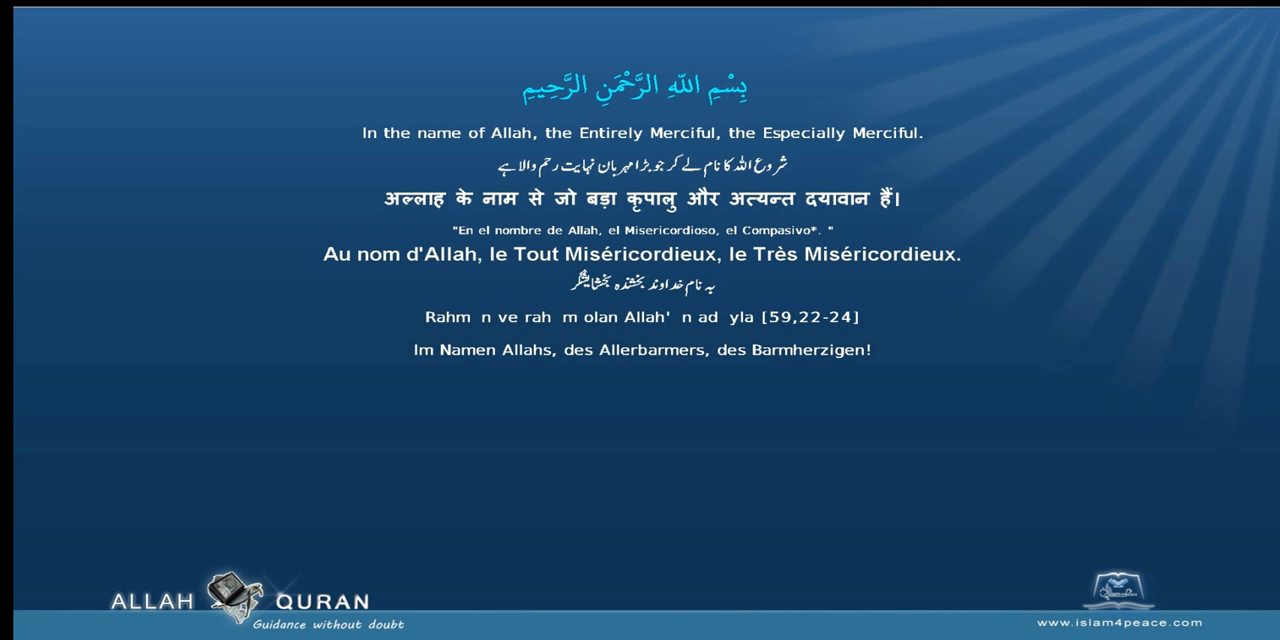 بِسْمِ اللّهِ الرَّحْمَنِ الرَّحِيمِ
In the name of Allah, the Entirely Merciful, the Especially Merciful.
شروع الله کا نام لے کر جو بڑا مہربان نہایت رحم والا ہے
अल्लाह के नाम से जो बड़ा कृपालु और अत्यन्त दयावान हैं।
"En el nombre de Allah, el Misericordioso, el Compasivo*. "
Au nom d'Allah, le Tout Miséricordieux, le Très Miséricordieux.
به نام خداوند بخشنده بخشایشگر
Rahm n ve rah m olan Allah' n ad yla [59,22-24]
Im Namen Allahs, des Allerbarmers, des Barmherzigen!
ALLAH QURAN
Guidance without doubt
www.islam4peace.com